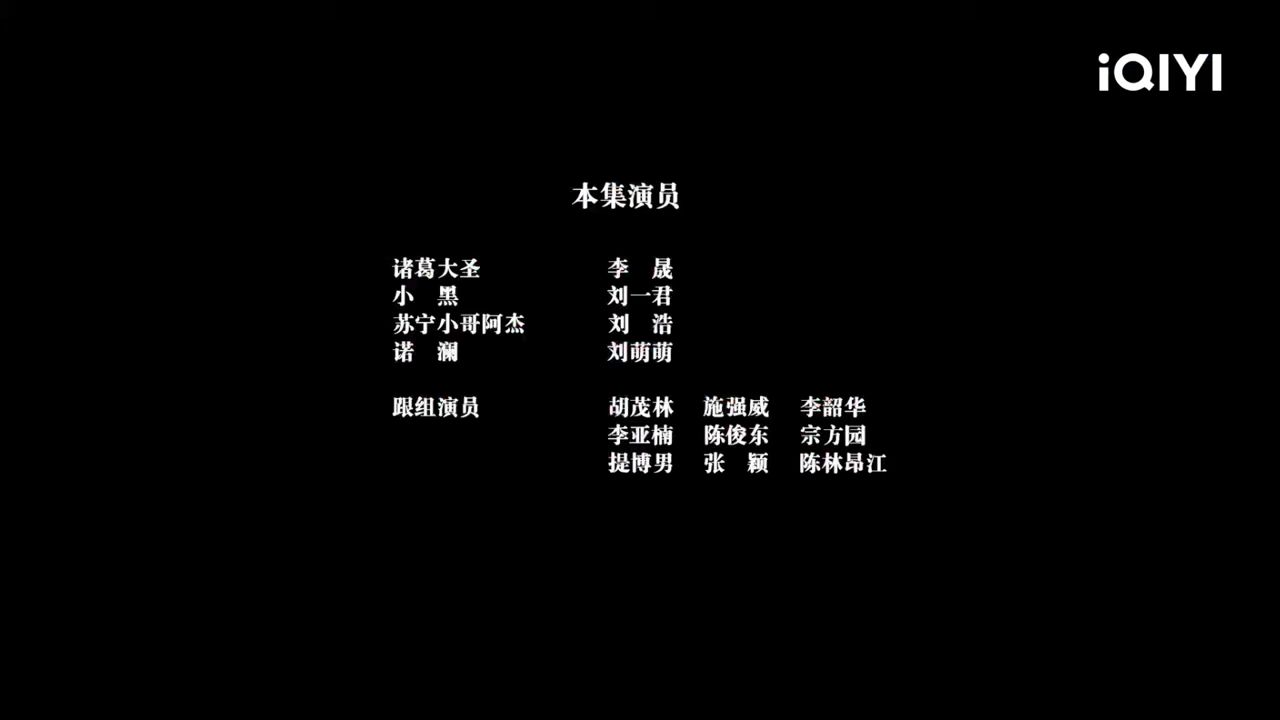 iQIYI
本集演员
诸葛大圣 李 晟
小 黑 刘一君
苏宁小哥阿杰 刘 浩
诺 澜 刘萌萌
跟组演员 胡茂林 施强威 李韶华
李亚楠 陈俊东 宗方园
提博男 张 颖 陈林昂江